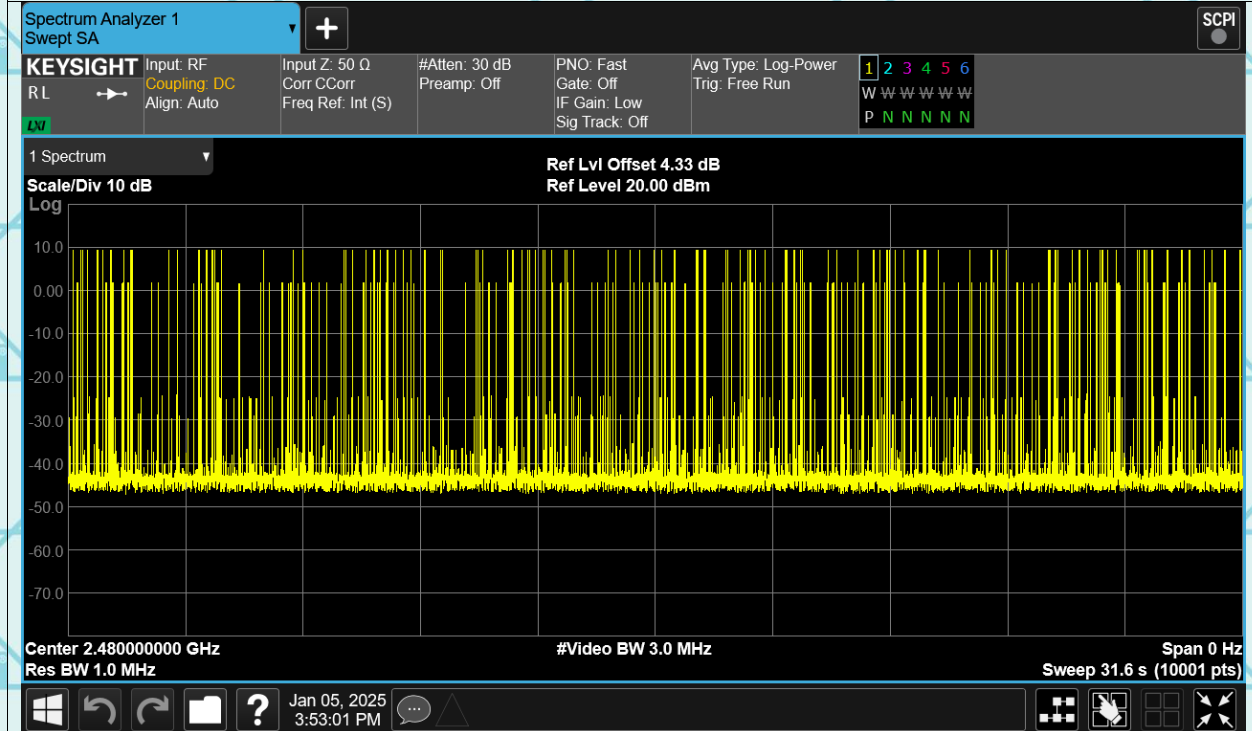 Spectrum Analyzer 1
Swept SA
SCPI
KEYSIGHT
R L
LXI
Input: RF
Coupling: DC
Align: Auto
Input Z: 50 Ω
Corr CCorr
Freq Ref: Int (S)
#Atten: 30 dB
Preamp: Off
PNO: Fast
Gate: Off
IF Gain: Low
Sig Track: Off
Avg Type: Log-Power
Trig: Free Run
1 2 3 4 5 6
W W W W W W
P N N N N N
1 Spectrum
Scale/Div 10 dB
Log
Ref Lvl Offset 4.33 dB
Ref Level 20.00 dBm
10.0
0.00
-10.0
-20.0
-30.0
-40.0
-50.0
-60.0
-70.0
Center 2.480000000 GHz
Res BW 1.0 MHz
#Video BW 3.0 MHz
Span 0 Hz
Sweep 31.6 s (10001 pts)
?
Jan 05, 2025
3:53:01 PM